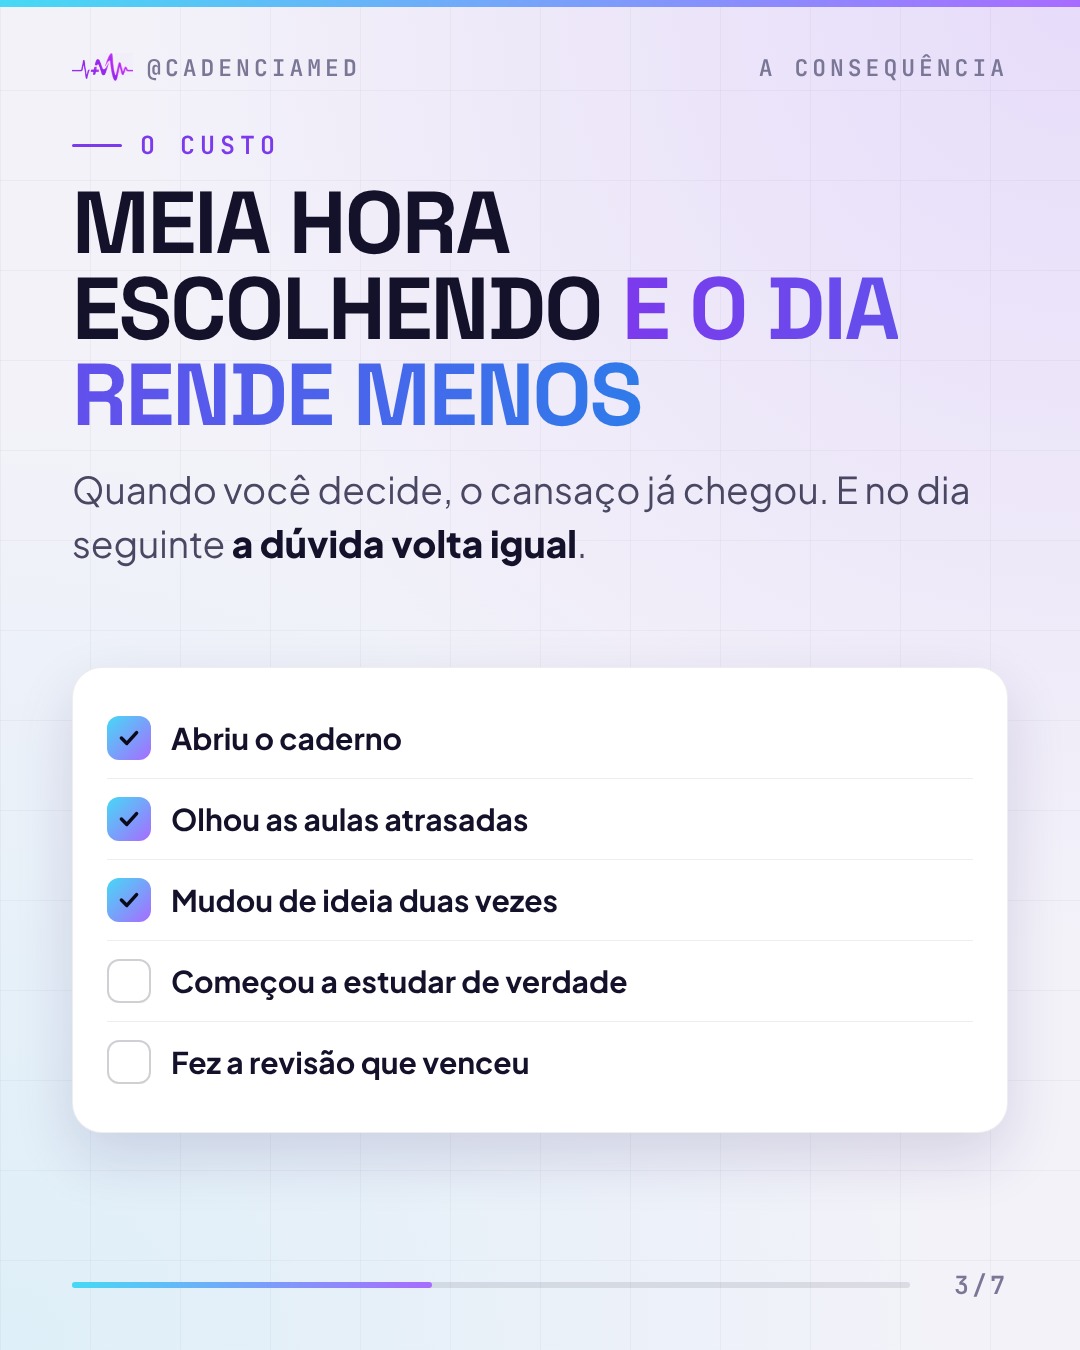 @CADENCIAMED
A CONSEQUÊNCIA
O CUSTO
MEIA HORA
ESCOLHENDO E O DIA
RENDE MENOS
Quando você decide, o cansaço já chegou. E no dia
seguinte a dúvida volta igual.
Abriu o caderno
Olhou as aulas atrasadas
Mudou de ideia duas vezes
Começou a estudar de verdade
Fez a revisão que venceu
3/7